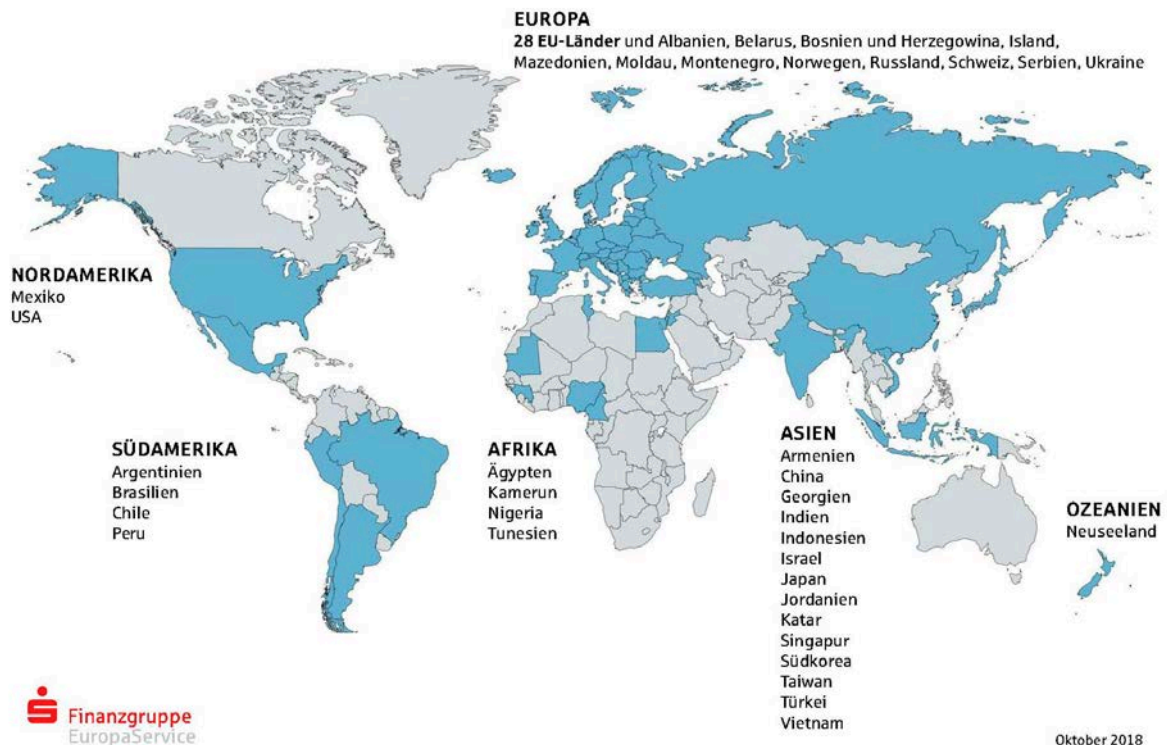 EUROPA
28 EU-Länder und Albanien, Belarus, Bosnien und Herzegowina, Island,
Mazedonien, Moldau, Montenegro, Norwegen, Russland, Schweiz, Serbien, Ukraine
NORDAMERIKA
Mexiko
USA
SÜDAMERIKA
Argentinien
Brasilien
Chile
Peru
AFRIKA
Ägypten
Kamerun
Nigeria
Tunesien
ASIEN
Armenien
China
Georgien
Indien
Indonesien
Israel
Japan
Jordanien
Katar
Singapur
Südkorea
Taiwan
Türkei
Vietnam
OZEANIEN
Neuseeland
Finanzgruppe
EuropaService
Oktober 2018